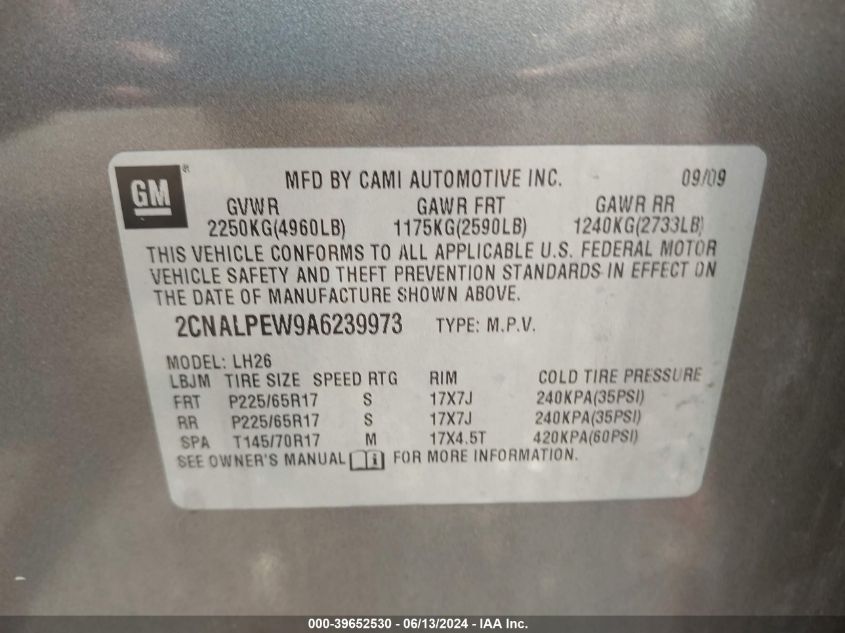 GM ®
MFD BY CAMI AUTOMOTIVE INC. 09/09
GVWR GAWR FRT GAWR RR
2250KG(4960LB) 1175KG(2590LB) 1240KG(2733LB)
THIS VEHICLE CONFORMS TO ALL APPLICABLE U.S. FEDERAL MOTOR
VEHICLE SAFETY AND THEFT PREVENTION STANDARDS IN EFFECT ON
THE DATE OF MANUFACTURE SHOWN ABOVE.
2CNALPEW9A6239973 TYPE: M.P.V.
MODEL: LH26
LBJM TIRE SIZE SPEED RTG RIM COLD TIRE PRESSURE
FRT P225/65R17 S 17X7J 240KPA(35PSI)
RR P225/65R17 S 17X7J 240KPA(35PSI)
SPA T145/70R17 M 17X4.5T 420KPA(60PSI)
SEE OWNER'S MANUAL FOR MORE INFORMATION.
000-39652530 - 06/13/2024 - IAA Inc.